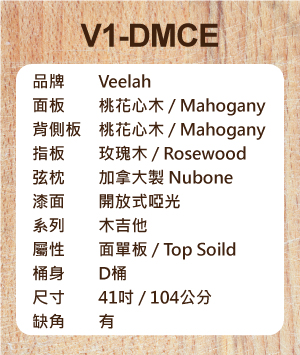 V1-DMCE
品牌 Veelah
面板 桃花心木 / Mahogany
背側板 桃花心木 / Mahogany
指板 玫瑰木 / Rosewood
弦枕 加拿大製 Nubone
漆面 開放式啞光
系列 木吉他
屬性 面單板 / Top Soild
桶身 D桶
尺寸 41吋 / 104公分
缺角 有